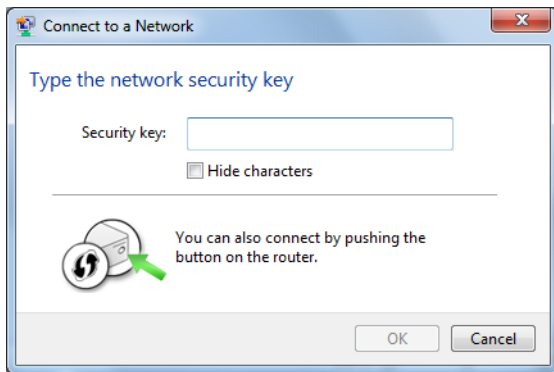 Connect to a Network
Type the network security key
Security key:
Hide characters
You can also connect by pushing the
button on the router.
OK Cancel